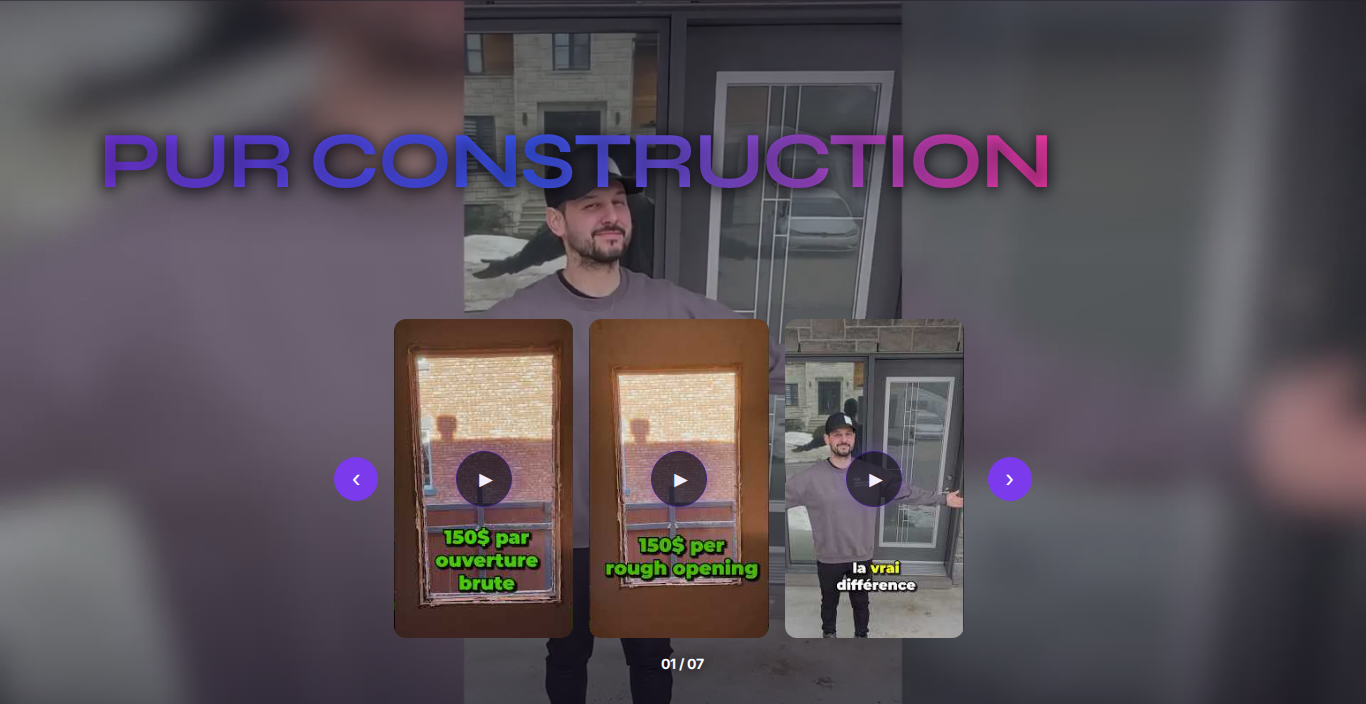 PUR CONSTRUCTION
150$ par
ouverture
brute
150$ per
rough opening
la vrai
différence
01 / 07